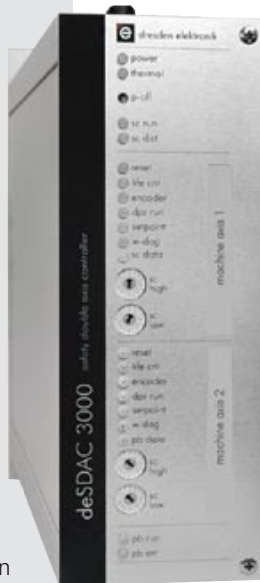 dresden elektronik
power
thermal
p-off
sc run
sc dist
reset
life cnt
encoder
dpr run
setpoint
w-dog
sc data
sc high
sc low
machine axis 1
reset
life cnt
encoder
dpr run
setpoint
w-dog
pb data
sc high
sc low
machine axis 2
pb run
pb err
deSDAC 3000 safety double axis controller
n